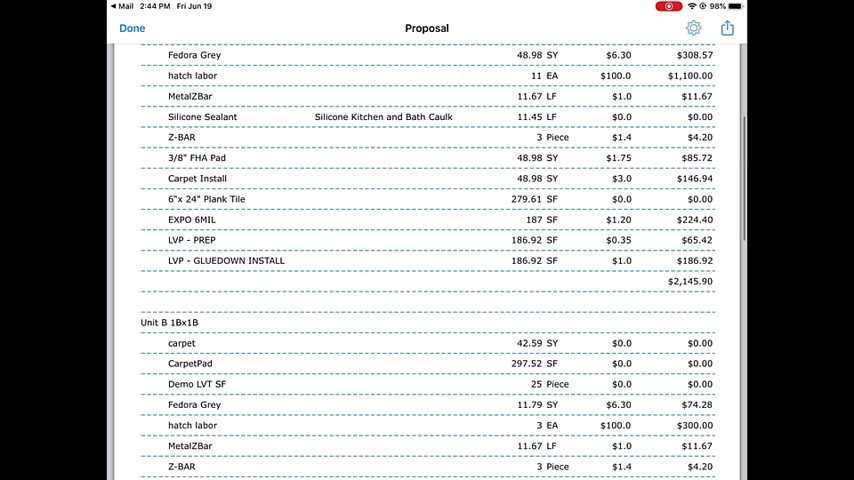 Mail 2:44 PM Fri Jun 19 98%
Done Proposal
Fedora Grey 48.98 SY $6.30 $308.57
hatch labor 11 EA $100.0 $1,100.00
MetalZBar 11.67 LF $1.0 $11.67
Silicone Sealant Silicone Kitchen and Bath Caulk 11.45 LF $0.0 $0.00
Z-BAR 3 Piece $1.4 $4.20
3/8" FHA Pad 48.98 SY $1.75 $85.72
Carpet Install 48.98 SY $3.0 $146.94
6"x 24" Plank Tile 279.61 SF $0.0 $0.00
EXPO 6MIL 187 SF $1.20 $224.40
LVP - PREP 186.92 SF $0.35 $65.42
LVP - GLUEDOWN INSTALL 186.92 SF $1.0 $186.92
$2,145.90
Unit B 1Bx1B
carpet 42.59 SY $0.0 $0.00
CarpetPad 297.52 SF $0.0 $0.00
Demo LVT SF 25 Piece $0.0 $0.00
Fedora Grey 11.79 SY $6.30 $74.28
hatch labor 3 EA $100.0 $300.00
MetalZBar 11.67 LF $1.0 $11.67
Z-BAR 3 Piece $1.4 $4.20